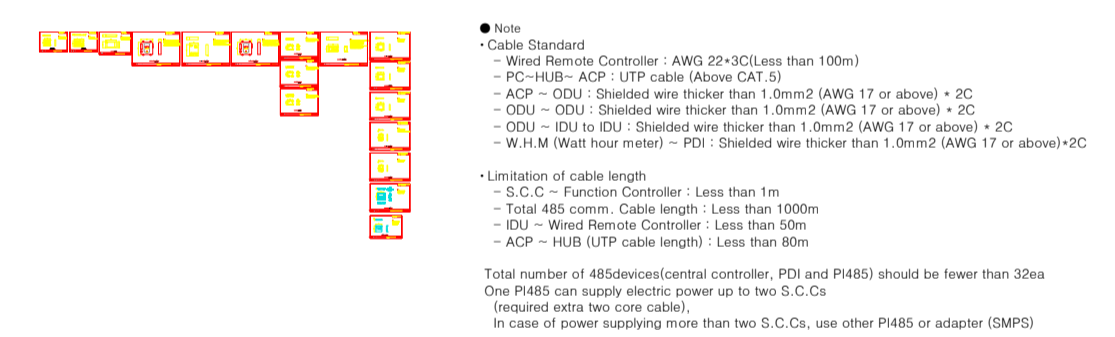 ● Note
• Cable Standard
– Wired Remote Controller : AWG 22*3C(Less than 100m)
– PC~HUB~ ACP : UTP cable (Above CAT.5)
– ACP ~ ODU : Shielded wire thicker than 1.0mm2 (AWG 17 or above) * 2C
– ODU ~ ODU : Shielded wire thicker than 1.0mm2 (AWG 17 or above) * 2C
– ODU ~ IDU to IDU : Shielded wire thicker than 1.0mm2 (AWG 17 or above) * 2C
– W.H.M (Watt hour meter) ~ PDI : Shielded wire thicker than 1.0mm2 (AWG 17 or above)*2C
• Limitation of cable length
– S.C.C ~ Function Controller : Less than 1m
– Total 485 comm. Cable length : Less than 1000m
– IDU ~ Wired Remote Controller : Less than 50m
– ACP ~ HUB (UTP cable length) : Less than 80m
Total number of 485devices(central controller, PDI and PI485) should be fewer than 32ea
One PI485 can supply electric power up to two S.C.Cs
(required extra two core cable),
In case of power supplying more than two S.C.Cs, use other PI485 or adapter (SMPS)